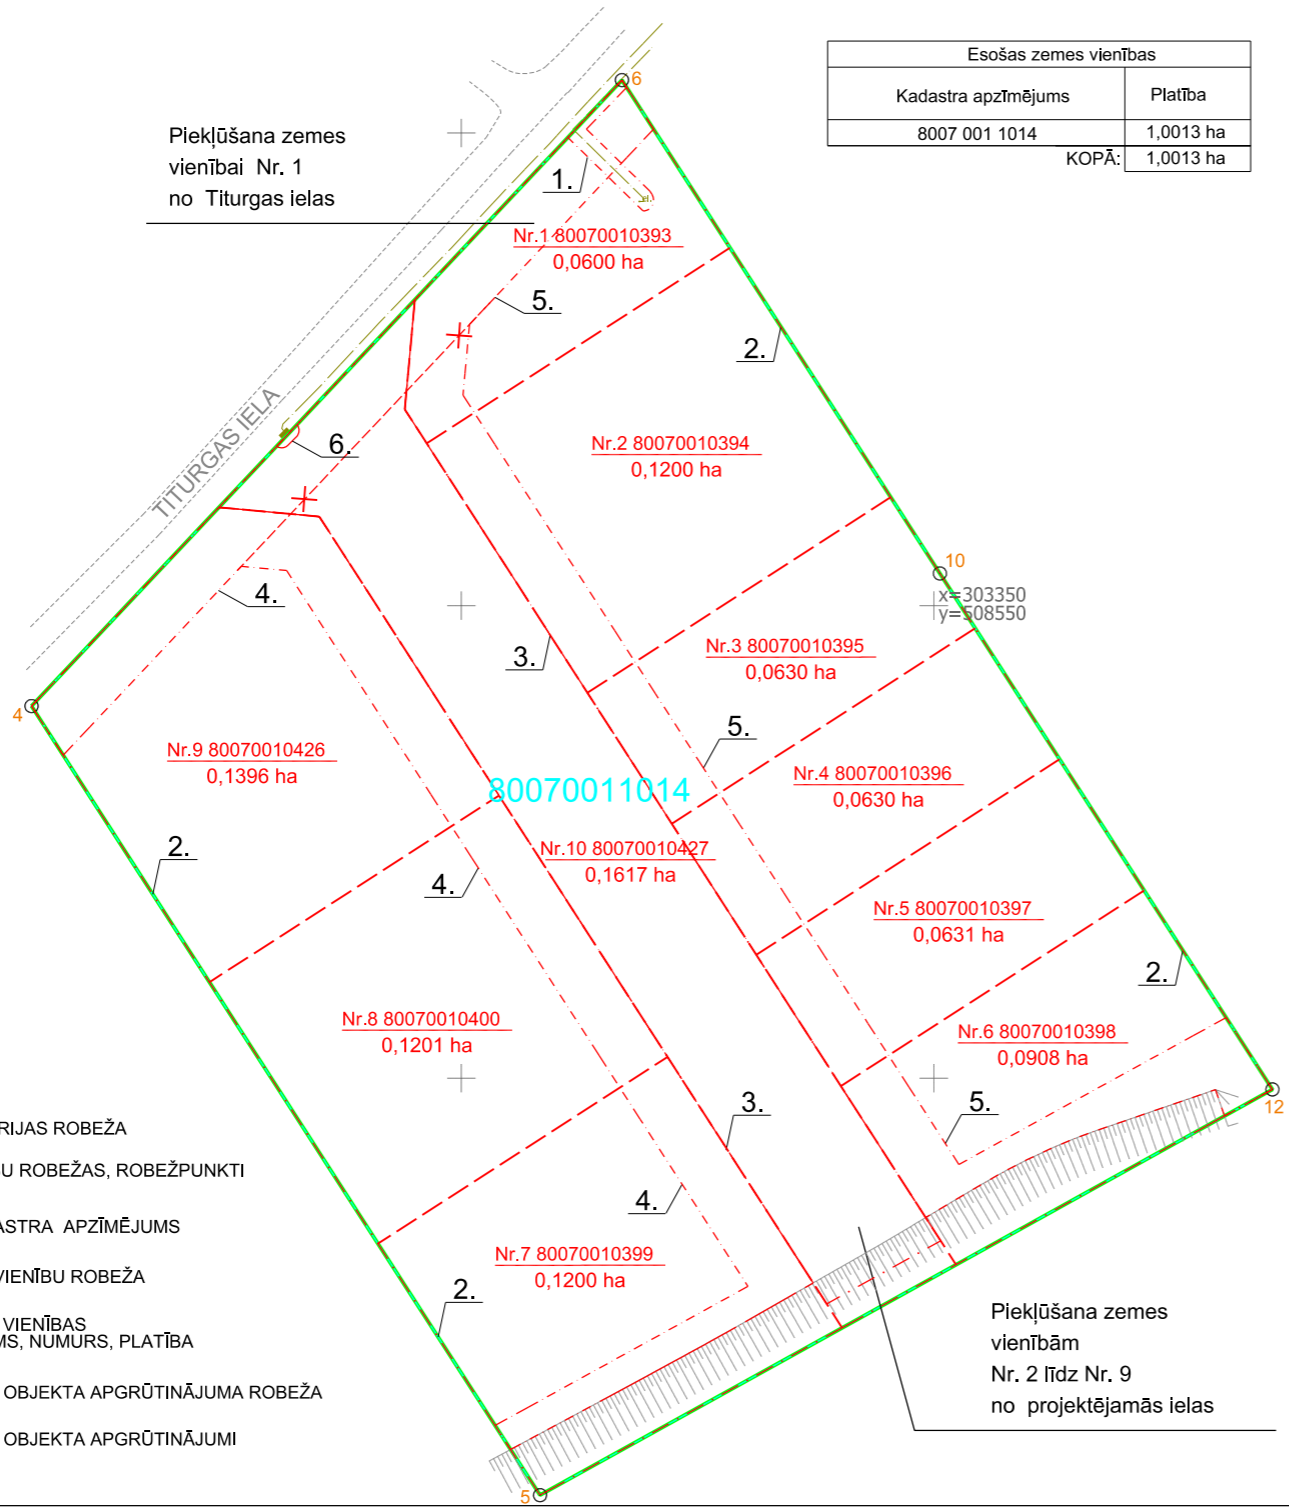 Esošas zemes vienības
Kadastra apzīmējums Platība
8007 001 1014 1,0013 ha
KOPĀ: 1,0013 ha
Piekļūšana zemes
vienībai Nr. 1
no Titurgas ielas
6
1.
Nr.1 80070010393
0,0600 ha
5.
2.
TITURGAS IELA
6.
Nr.2 80070010394
0,1200 ha
10
x=303350
y=508550
4.
3.
Nr.3 80070010395
0,0630 ha
4
5.
Nr.9 80070010426
0,1396 ha
80070011014
Nr.4 80070010396
0,0630 ha
2.
4.
Nr.10 80070010427
0,1617 ha
Nr.5 80070010397
0,0631 ha
2.
Nr.8 80070010400
0,1201 ha
Nr.6 80070010398
0,0908 ha
3.
5.
12
4.
Nr.7 80070010399
0,1200 ha
2.
5
Piekļūšana zemes
vienībām
Nr. 2 līdz Nr. 9
no projektējamās ielas
RIJAS ROBEŽA
U ROBEŽAS, ROBEŽPUNKTI
ASTRA APZĪMĒJUMS
VIENĪBU ROBEŽA
VIENĪBAS
MS, NUMURS, PLATĪBA
OBJEKTA APGRŪTINĀJUMA ROBEŽA
OBJEKTA APGRŪTINĀJUMI